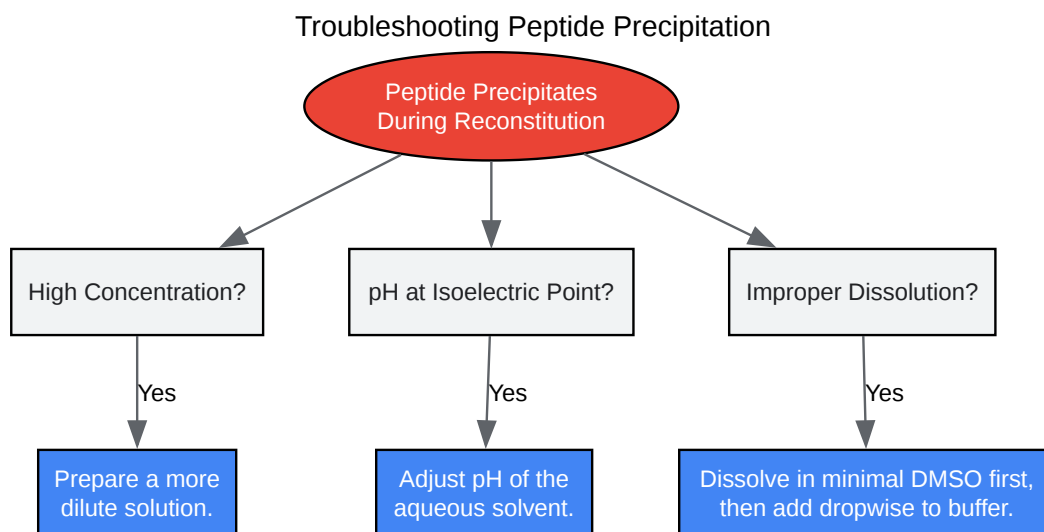 Troubleshooting Peptide Precipitation
Peptide Precipitates
During Reconstitution
High Concentration?
pH at Isoelectric Point?
Improper Dissolution?
Yes
Yes
Yes
Prepare a more
dilute solution.
Adjust pH of the
aqueous solvent.
Dissolve in minimal DMSO first,
then add dropwise to buffer.